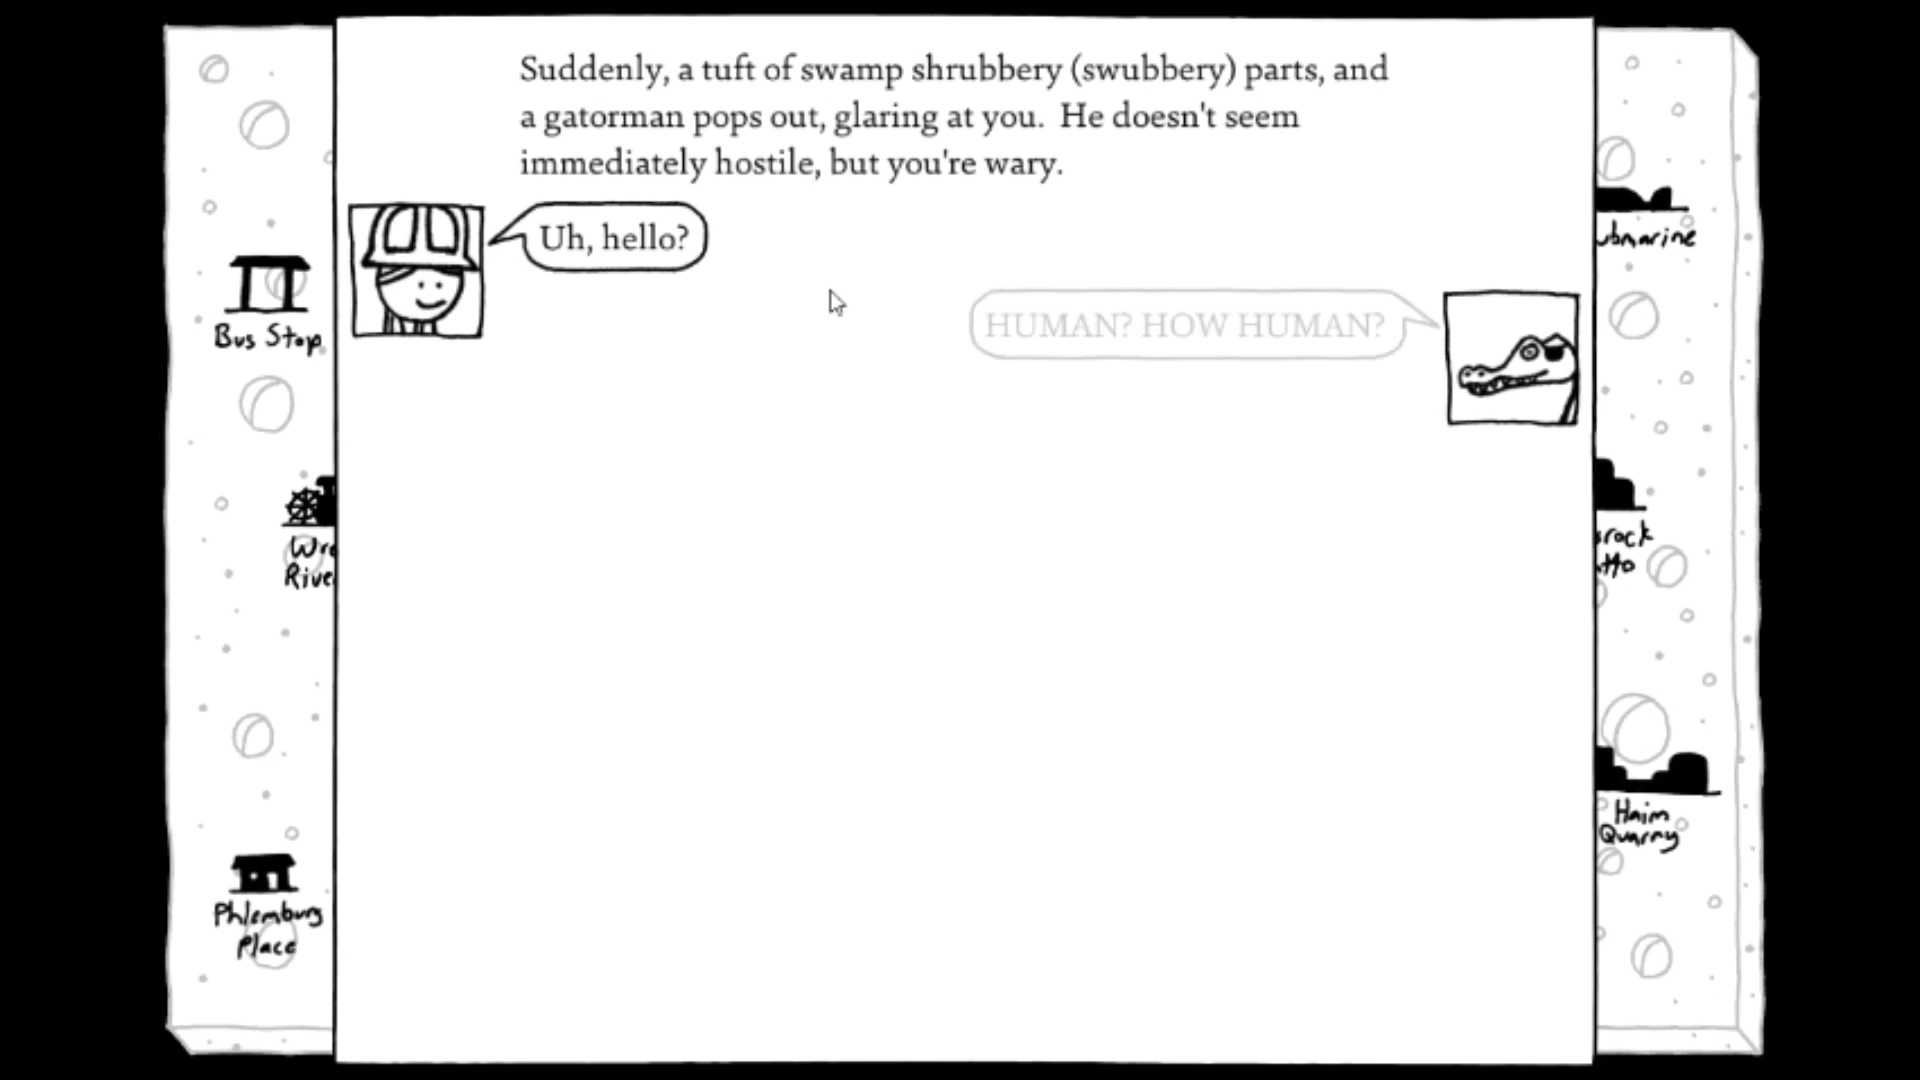 Suddenly, a tuft of swamp shrubbery (swubbery) parts, and
a gatorman pops out, glaring at you.  He doesn't seem
immediately hostile, but you're wary.
Uh, hello?
HUMAN? HOW HUMAN?
Bus Stop
Phlemburg
Place
Haim
Quarry